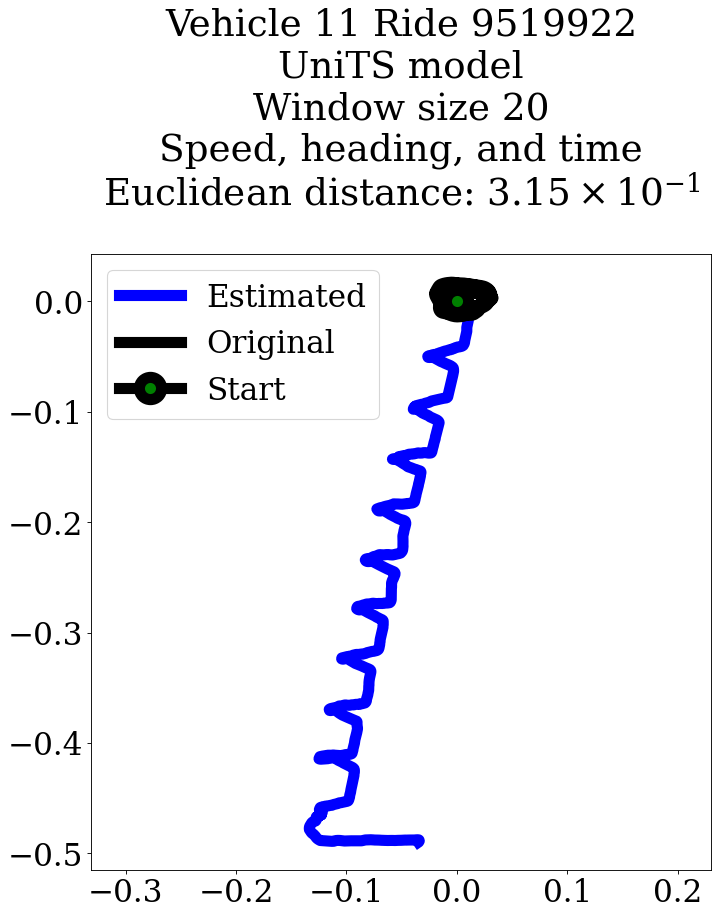 Vehicle 11 Ride 9519922
UniTS model
Window size 20
Speed, heading, and time
Euclidean distance: 3.15 × 10⁻¹
Estimated
Original
Start
0.0
−0.1
−0.2
−0.3
−0.4
−0.5
−0.3 −0.2 −0.1 0.0 0.1 0.2